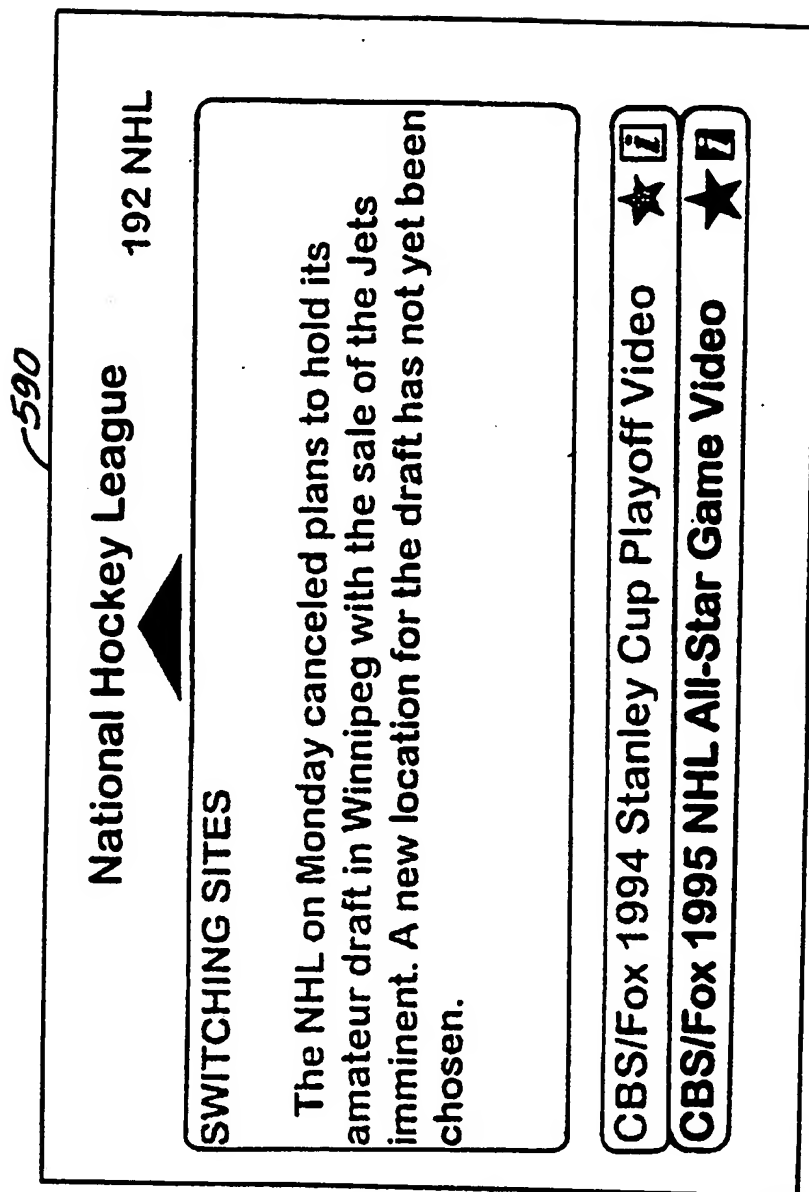 590
National Hockey League
192 NHL
SWITCHING SITES
The NHL on Monday canceled plans to hold its
amateur draft in Winnipeg with the sale of the Jets
imminent. A new location for the draft has not yet been
chosen.
CBS/Fox 1994 Stanley Cup Playoff Video i
CBS/Fox 1995 NHL All-Star Game Video i